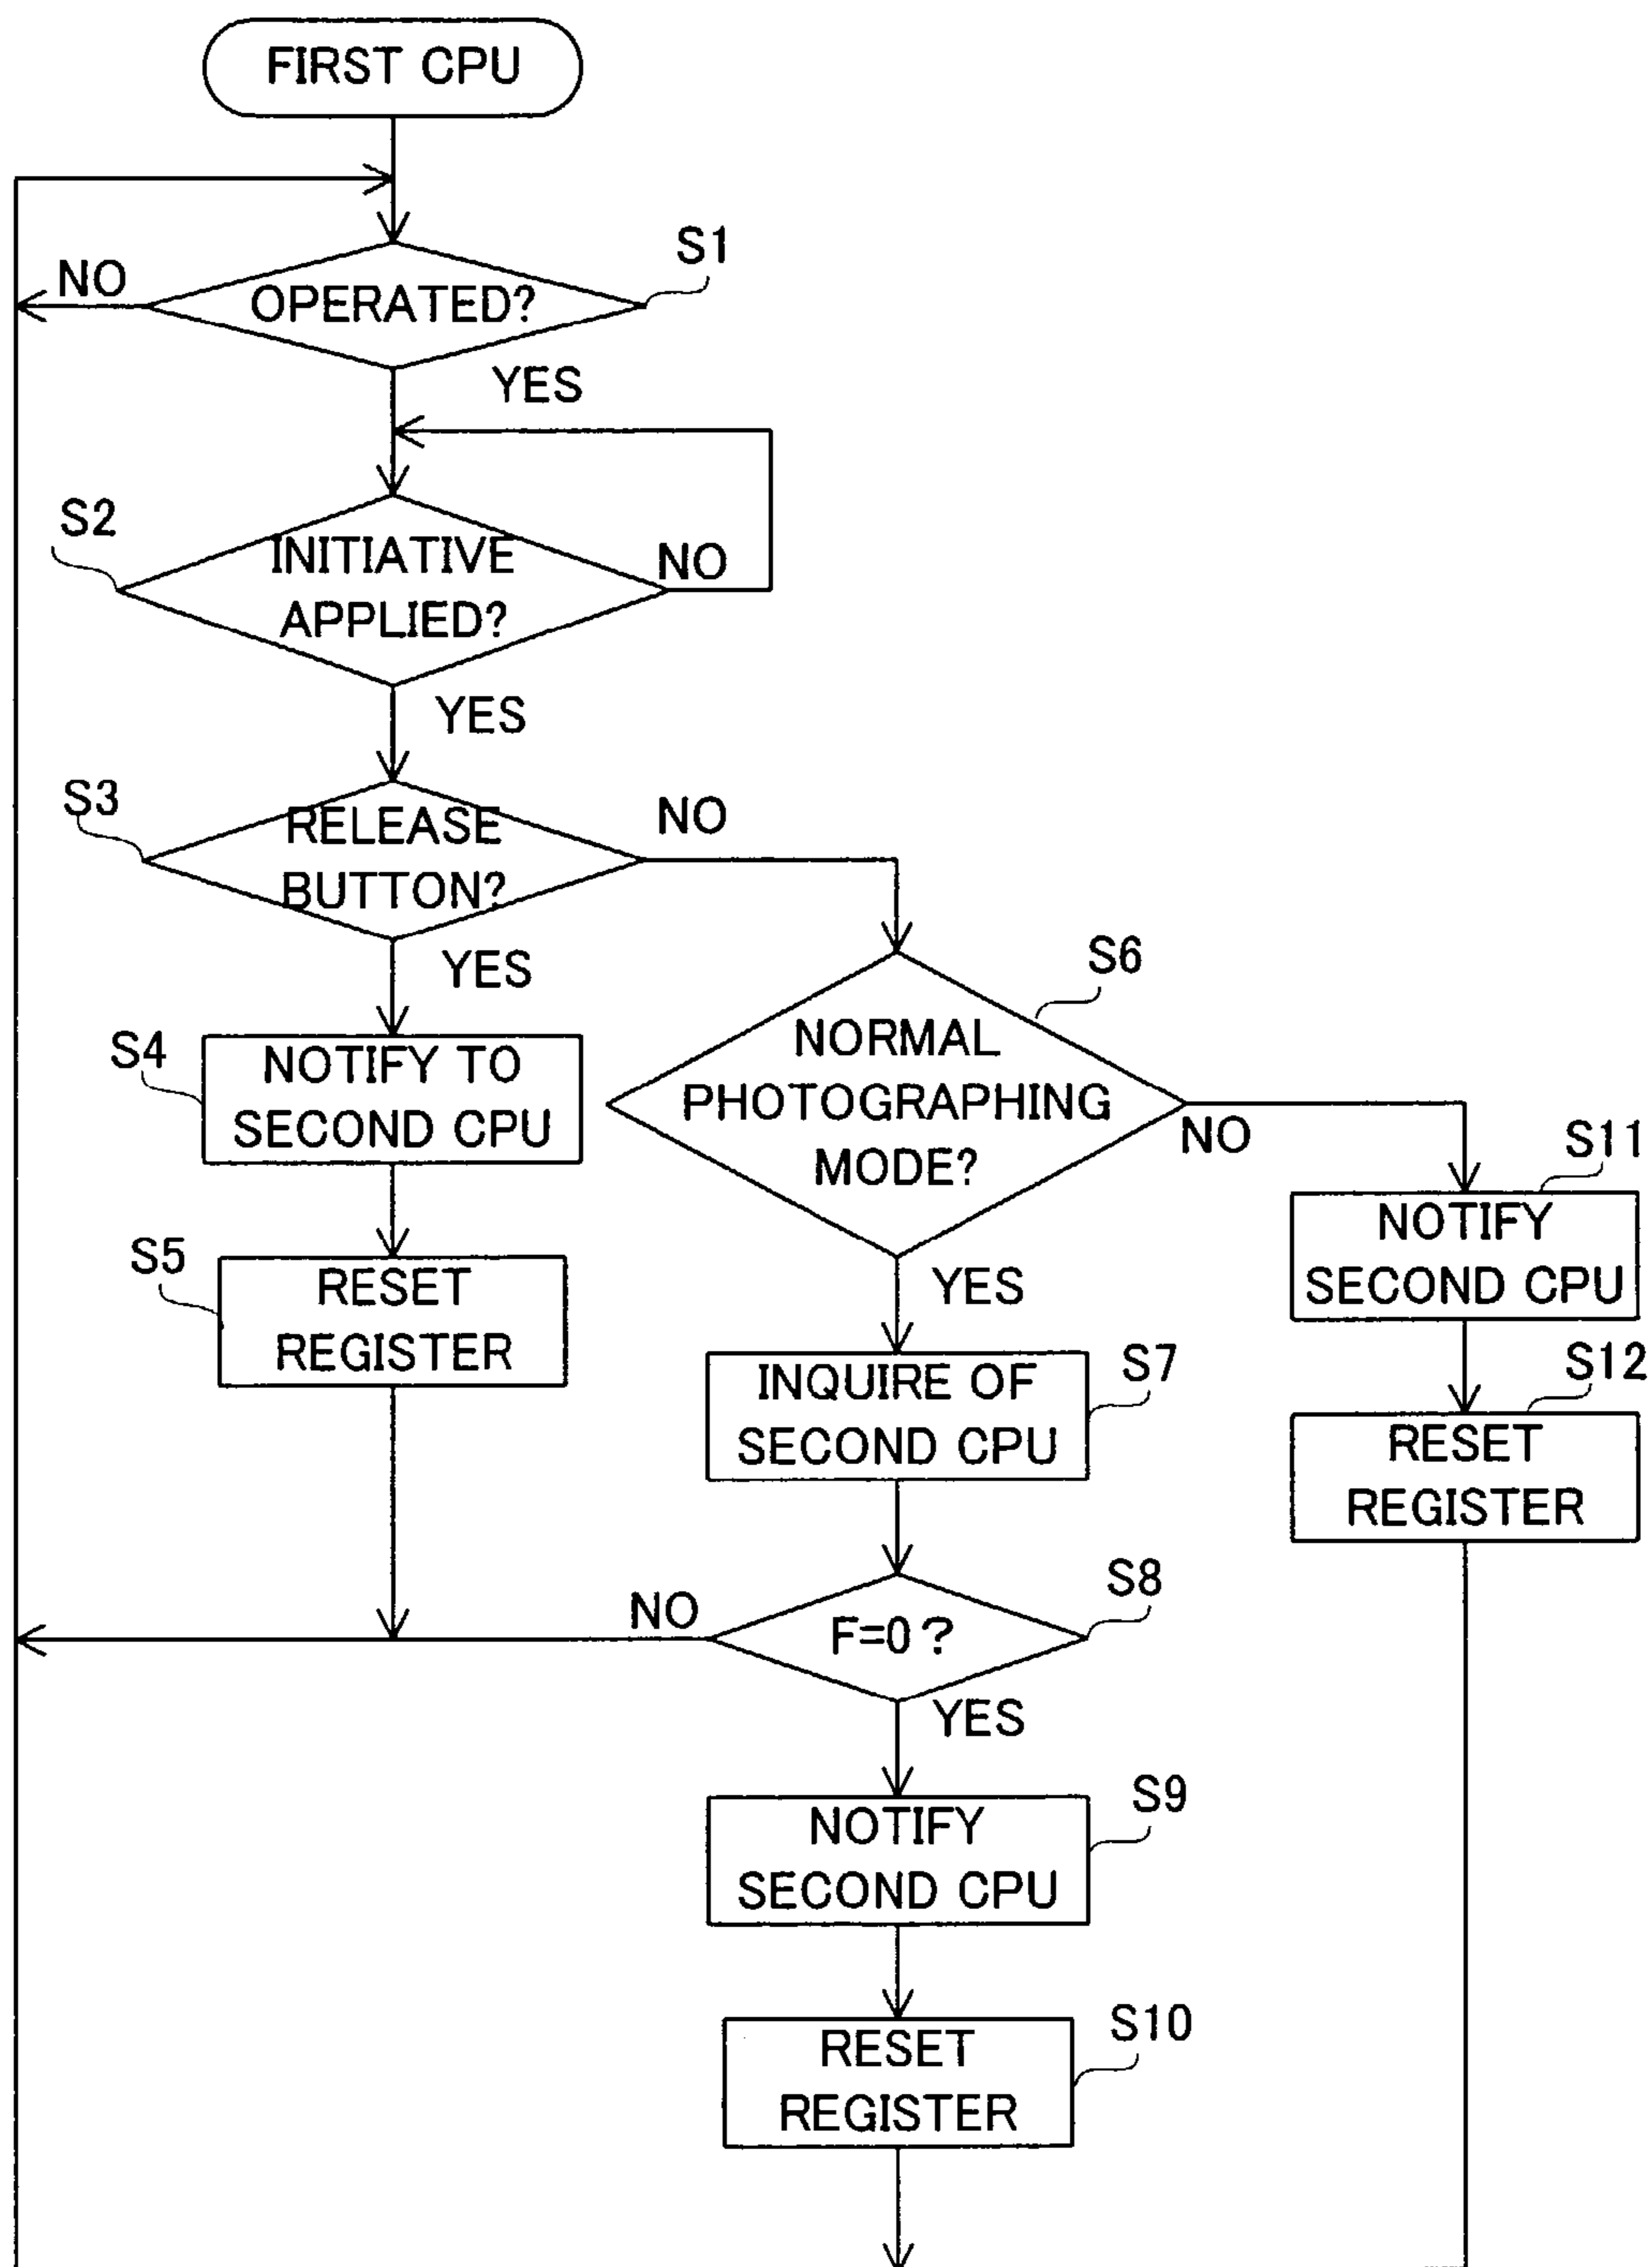 FIRST CPU
S1
NO
OPERATED?
YES
S2
INITIATIVE
APPLIED?
NO
YES
S3
RELEASE
BUTTON?
NO
YES
S4
NOTIFY TO
SECOND CPU
S5
RESET
REGISTER
S6
NORMAL
PHOTOGRAPHING
MODE?
NO
YES
S11
NOTIFY
SECOND CPU
S12
RESET
REGISTER
S7
INQUIRE OF
SECOND CPU
S8
F=0?
NO
YES
S9
NOTIFY
SECOND CPU
S10
RESET
REGISTER